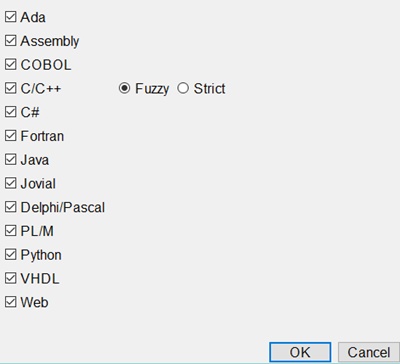 Ada
Assembly
COBOL
C/C++ Fuzzy Strict
C#
Fortran
Java
Jovial
Delphi/Pascal
PL/M
Python
VHDL
Web
OK Cancel